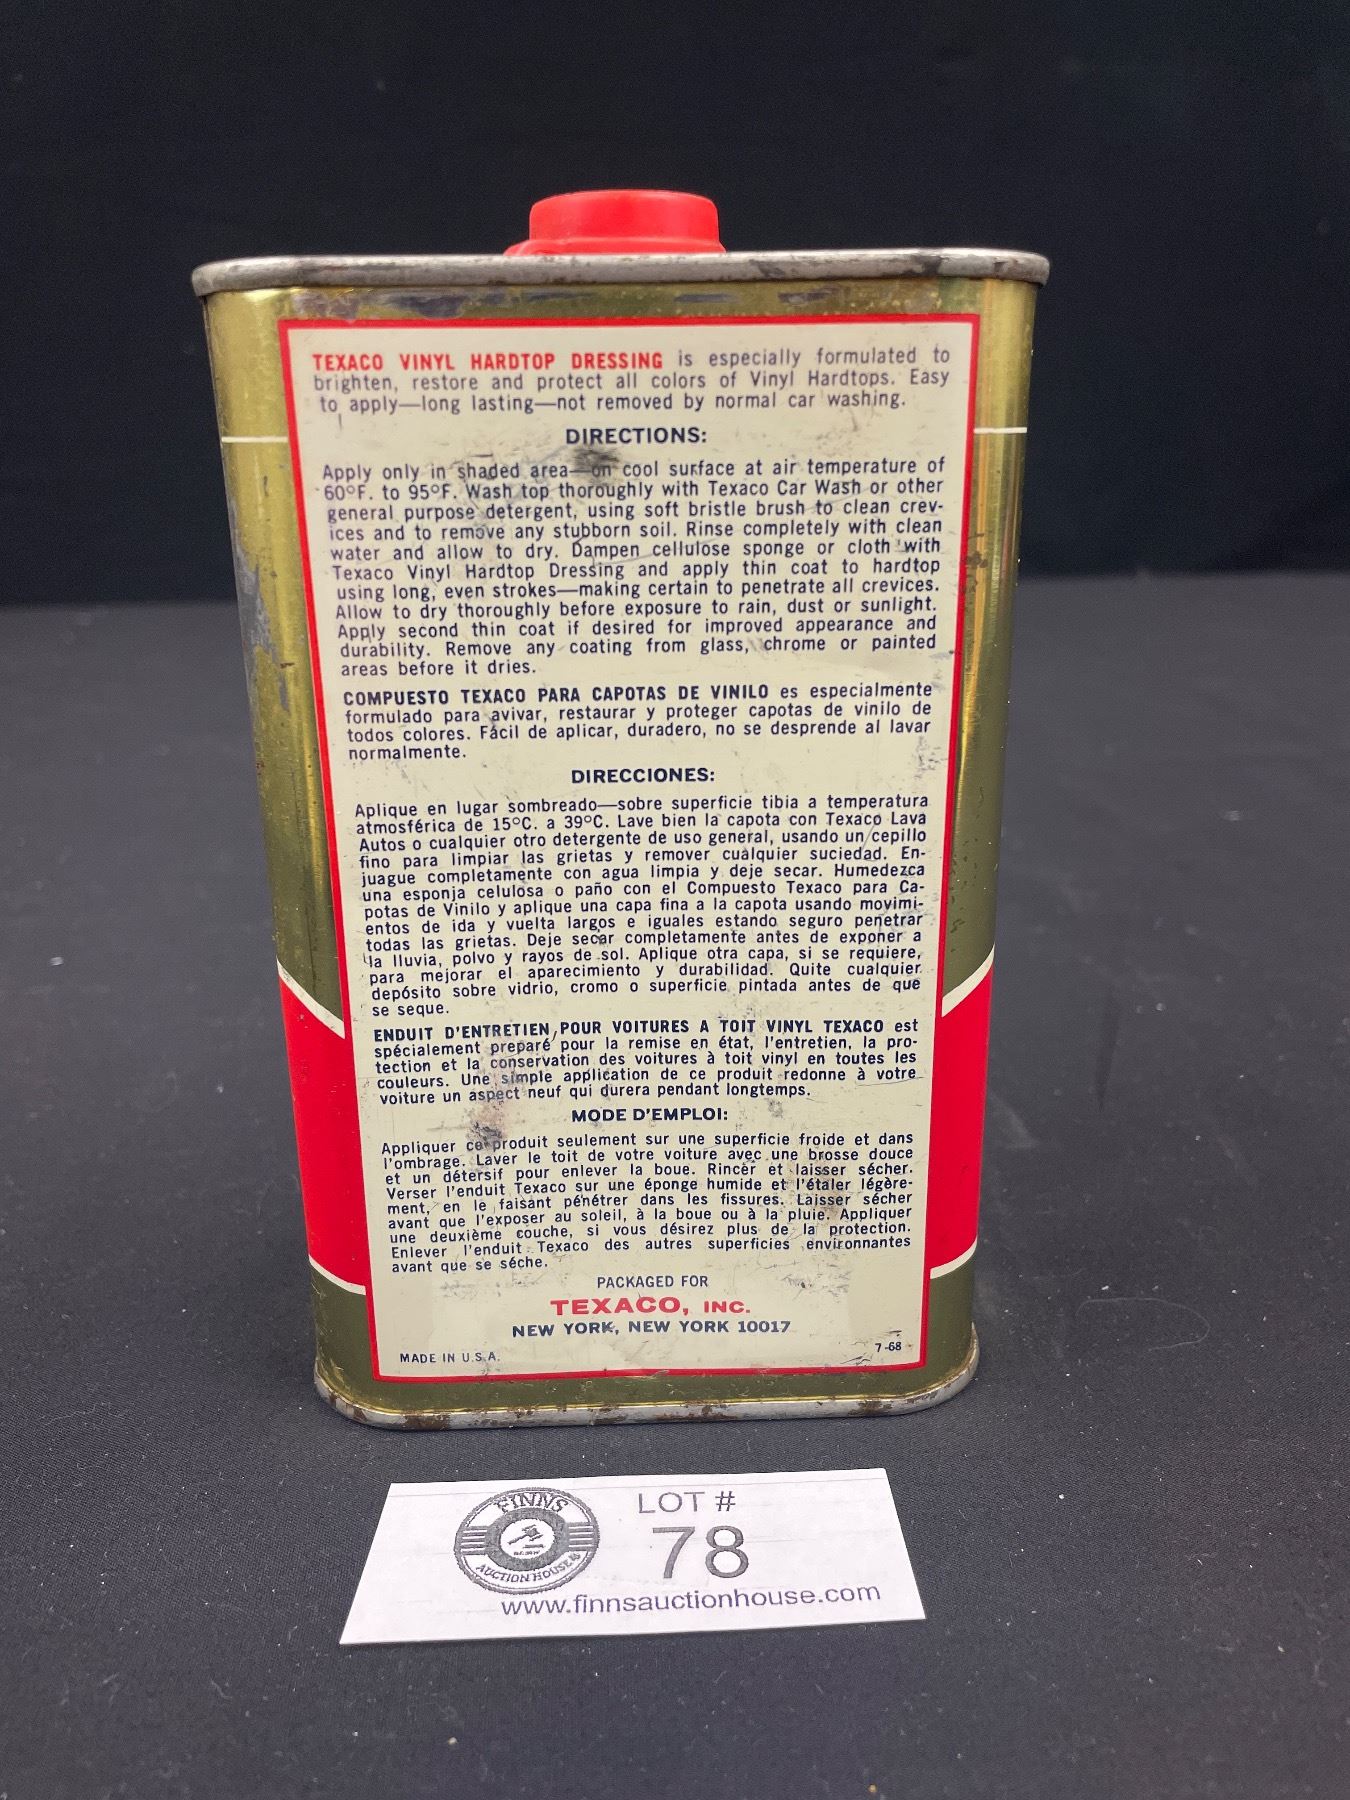 TEXACO VINYL HARDTOP DRESSING is especially formulated to
brighten, restore and protect all colors of Vinyl Hardtops. Easy
to apply—long lasting—not removed by normal car washing.
DIRECTIONS:
Apply only in shaded area—on cool surface at air temperature of
60°F. to 95°F. Wash top thoroughly with Texaco Car Wash or other
general purpose detergent, using soft bristle brush to clean crev-
ices and to remove any stubborn soil. Rinse completely with clean
water and allow to dry. Dampen cellulose sponge or cloth with
Texaco Vinyl Hardtop Dressing and apply thin coat to hardtop
using long, even strokes—making certain to penetrate all crevices.
Allow to dry thoroughly before exposure to rain, dust or sunlight.
Apply second thin coat if desired for improved appearance and
durability. Remove any coating from glass, chrome or painted
areas before it dries.
COMPUESTO TEXACO PARA CAPOTAS DE VINILO es especialmente
formulado para avivar, restaurar y proteger capotas de vinilo de
todos colores. Fácil de aplicar, duradero, no se desprende al lavar
normalmente.
DIRECCIONES:
Aplique en lugar sombreado—sobre superficie tibia a temperatura
atmosférica de 15°C. a 39°C. Lave bien la capota con Texaco Lava
Autos o cualquier otro detergente de uso general, usando un cepillo
fino para limpiar las grietas y remover cualquier suciedad. En-
juague completamente con agua limpia y deje secar. Humedezca
una esponja celulosa o paño con el Compuesto Texaco para Ca-
potas de Vinilo y aplique una capa fina a la capota usando movimi-
entos de ida y vuelta largos e iguales estando seguro penetrar
todas las grietas. Deje secar completamente antes de exponer a
la lluvia, polvo y rayos de sol. Aplique otra capa, si se requiere,
para mejorar el aparecimiento y durabilidad. Quite cualquier
depósito sobre vidrio, cromo o superficie pintada antes de que
se seque.
ENDUIT D'ENTRETIEN POUR VOITURES A TOIT VINYL TEXACO est
spécialement preparé pour la remise en état, l'entretien, la pro-
tection et la conservation des voitures à toit vinyl en toutes les
couleurs. Une simple application de ce produit redonne à votre
voiture un aspect neuf qui durera pendant longtemps.
MODE D'EMPLOI:
Appliquer ce produit seulement sur une superficie froide et dans
l'ombrage. Laver le toit de votre voiture avec une brosse douce
et un détersif pour enlever la boue. Rincer et laisser sécher.
Verser l'enduit Texaco sur une éponge humide et l'étaler légère-
ment, en le faisant pénétrer dans les fissures. Laisser sécher
avant que l'exposer au soleil, à la boue ou à la pluie. Appliquer
une deuxième couche, si vous désirez plus de la protection.
Enlever l'enduit Texaco des autres superficies environnantes
avant que se séche.
PACKAGED FOR
TEXACO, INC.
NEW YORK, NEW YORK 10017
MADE IN U.S.A.
7-68
FINNS
AUCTION HOUSE
LOT #
78
www.finnsauctionhouse.com